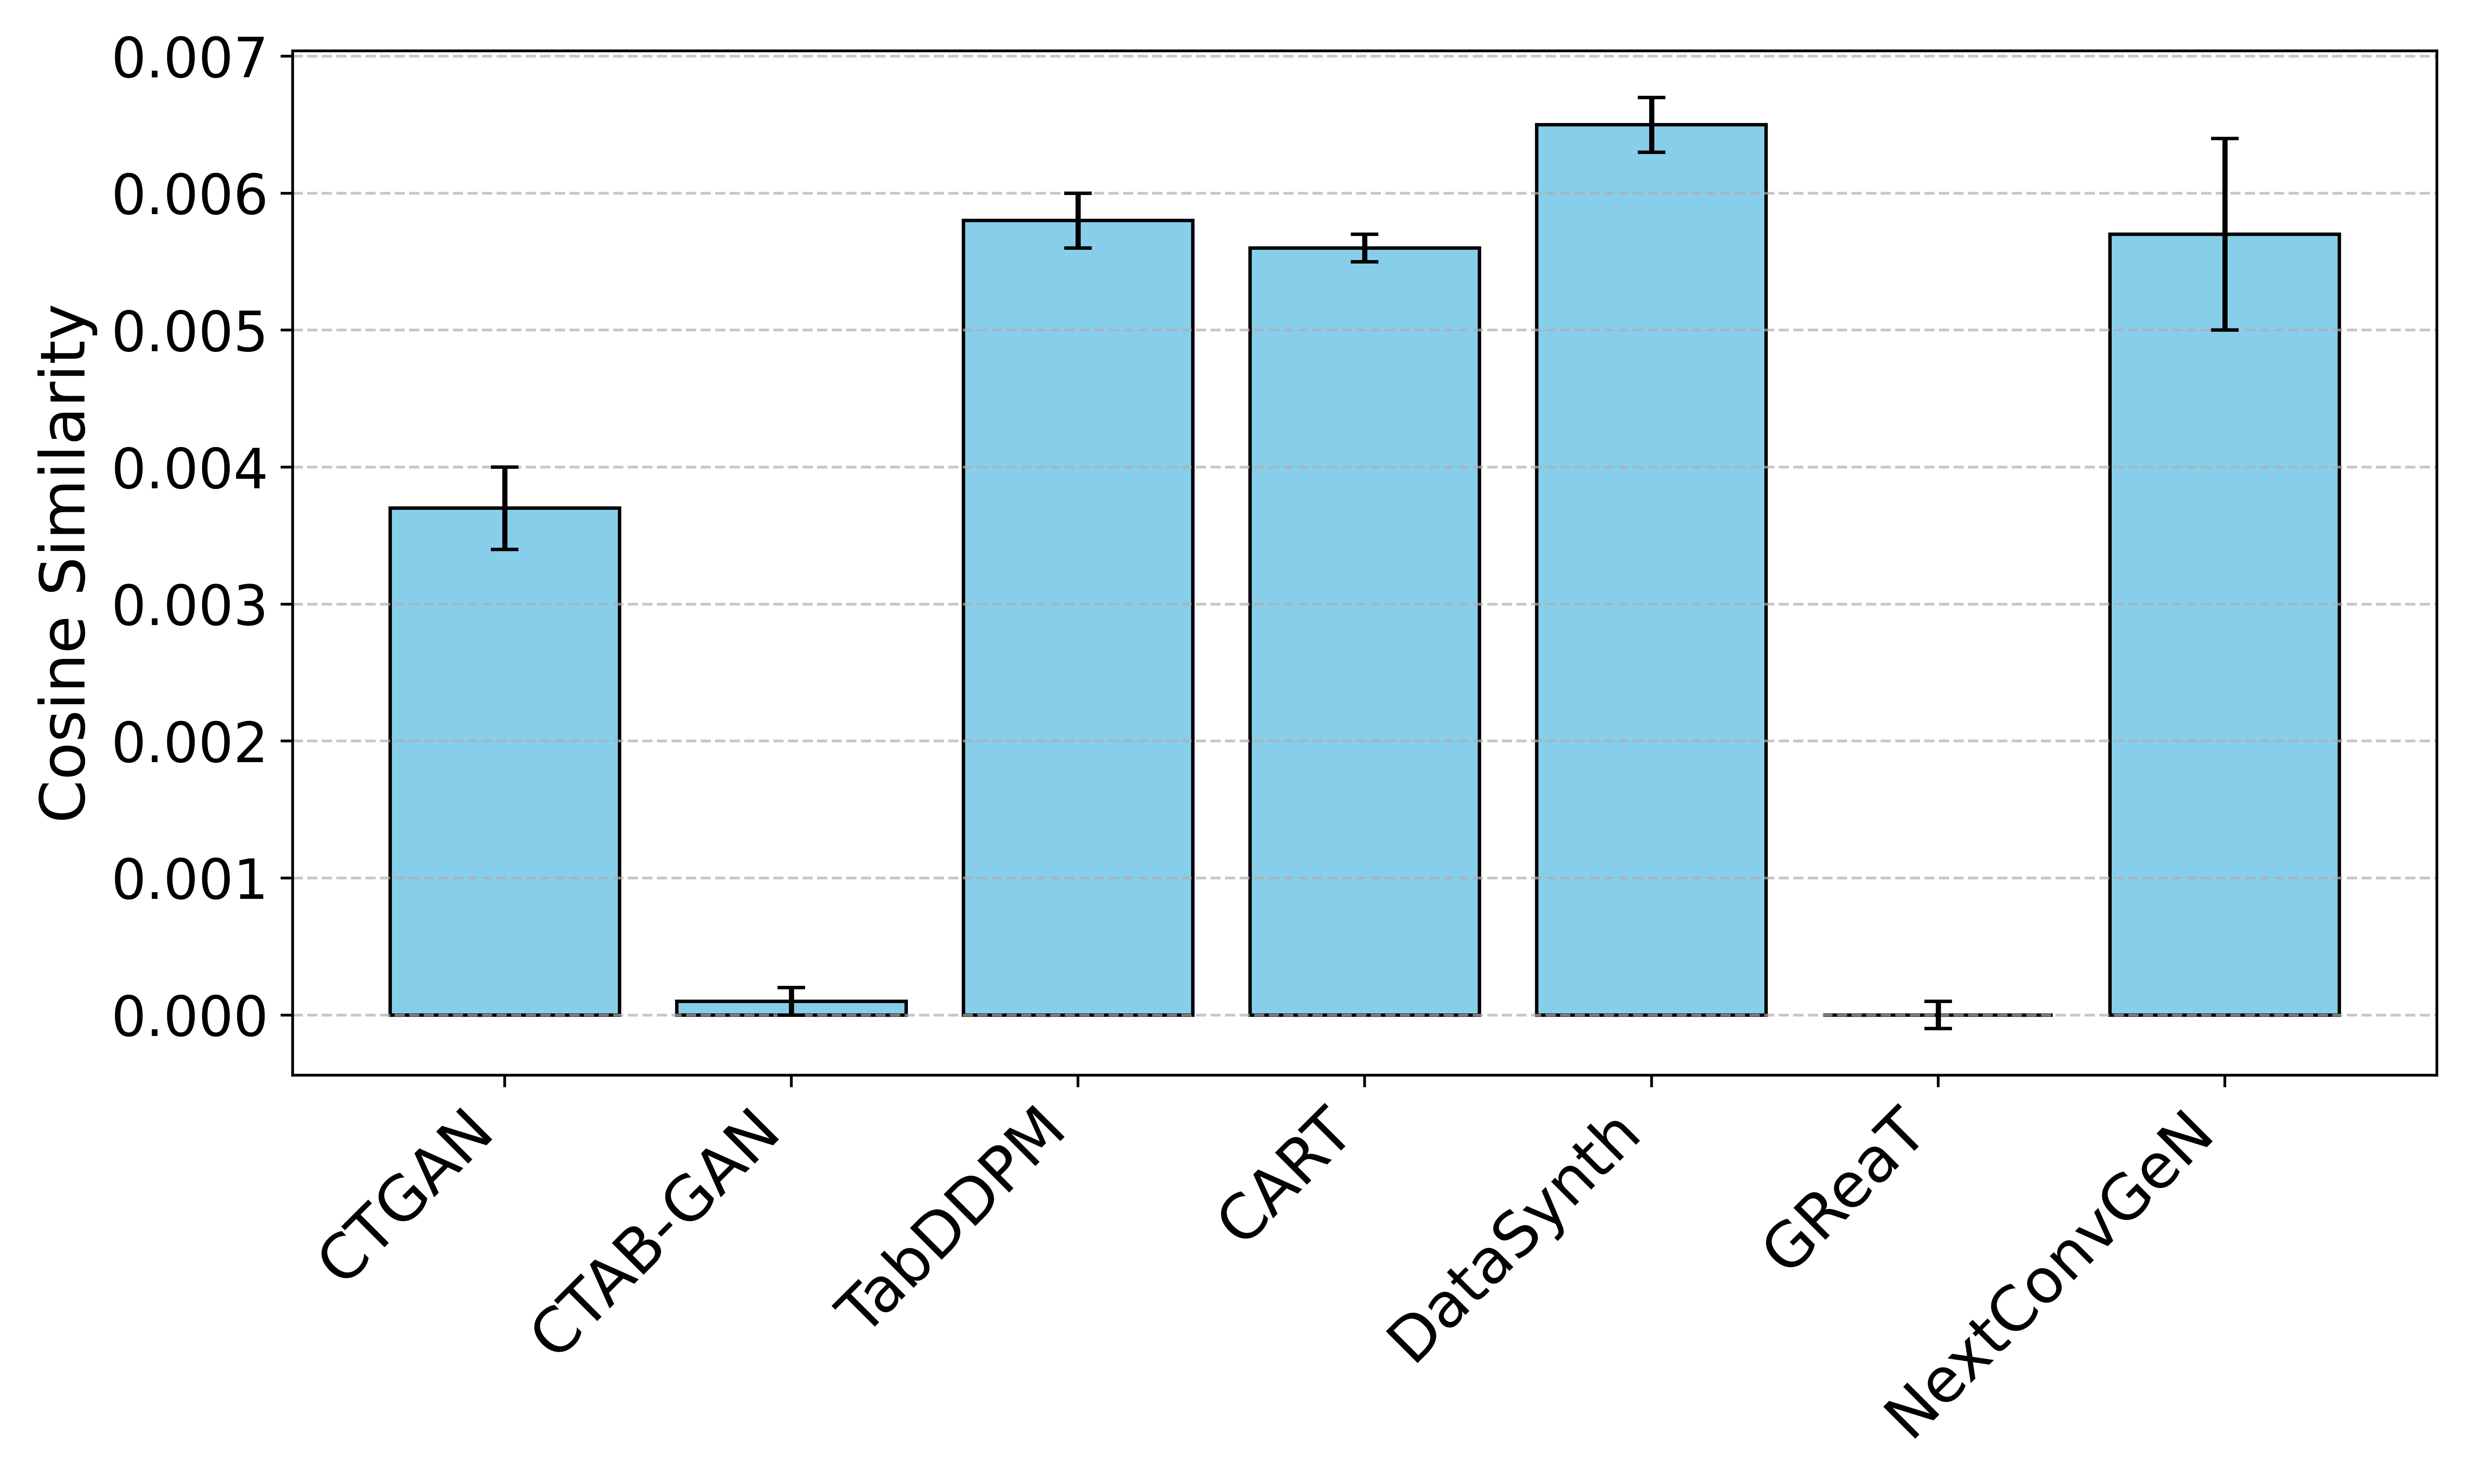 0.007
0.006
0.005
0.004
0.003
0.002
0.001
0.000
Cosine Similarity
CTGAN
CTAB-GAN
TabDDPM
CART
DataSynth
GReaT
NextConvGeN